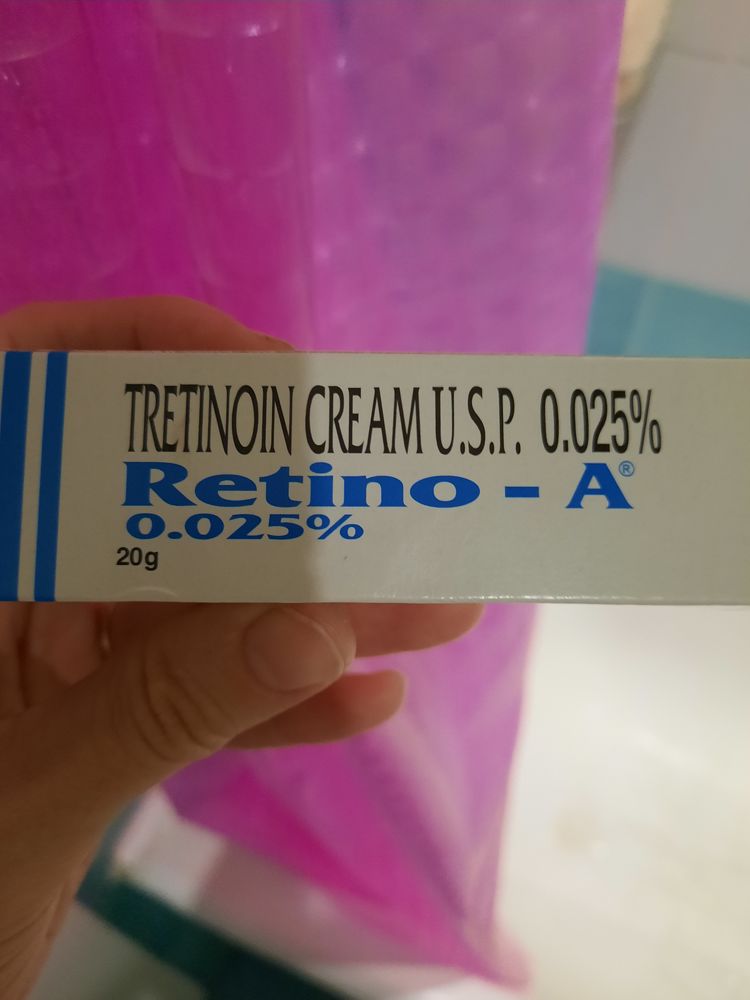 TRETINOIN CREAM U.S.P. 0.025%
Retino - A®
0.025%
20g